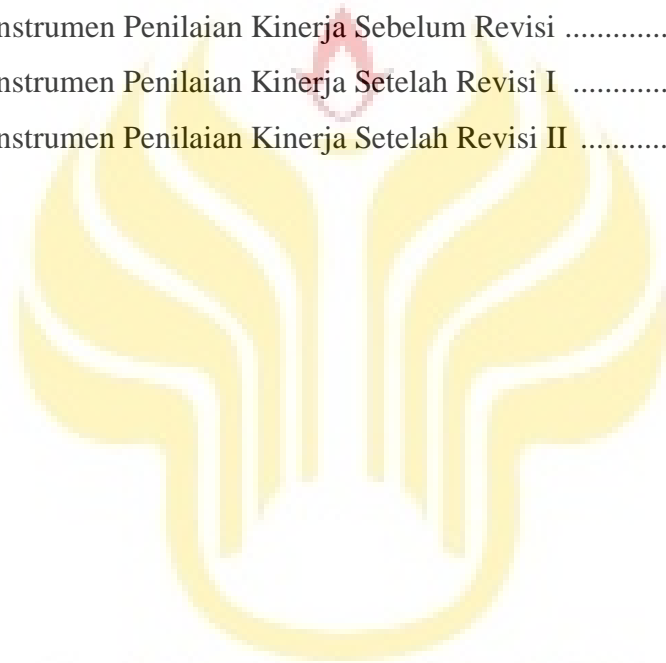 nstrumen Penilaian Kinerja Sebelum Revisi ..............
nstrumen Penilaian Kinerja Setelah Revisi I .............
nstrumen Penilaian Kinerja Setelah Revisi II ............